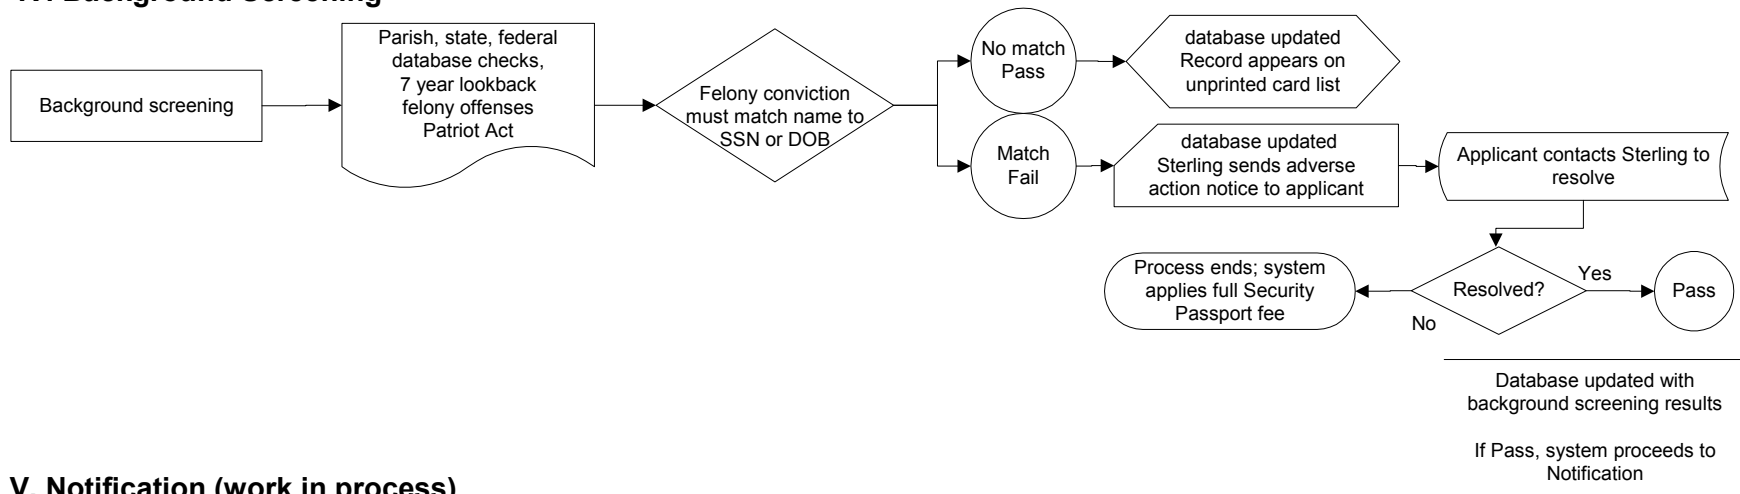 IV. Background Screening
Background screening
Parish, state, federal
database checks,
7 year lookback
felony offenses
Patriot Act
Felony conviction
must match name to
SSN or DOB
No match
Pass
database updated
Record appears on
unprinted card list
Match
Fail
database updated
Sterling sends adverse
action notice to applicant
Applicant contacts Sterling to
resolve
Resolved?
Yes
Pass
No
Process ends; system
applies full Security
Passport fee
Database updated with
background screening results
If Pass, system proceeds to
Notification
V. Notification (work in process)